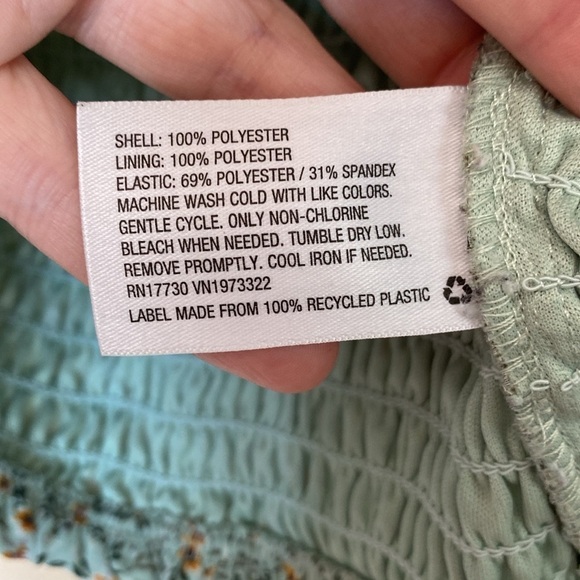 SHELL: 100% POLYESTER
LINING: 100% POLYESTER
ELASTIC: 69% POLYESTER / 31% SPANDEX
MACHINE WASH COLD WITH LIKE COLORS.
GENTLE CYCLE. ONLY NON-CHLORINE
BLEACH WHEN NEEDED. TUMBLE DRY LOW.
REMOVE PROMPTLY. COOL IRON IF NEEDED.
RN17730 VN1973322
LABEL MADE FROM 100% RECYCLED PLASTIC